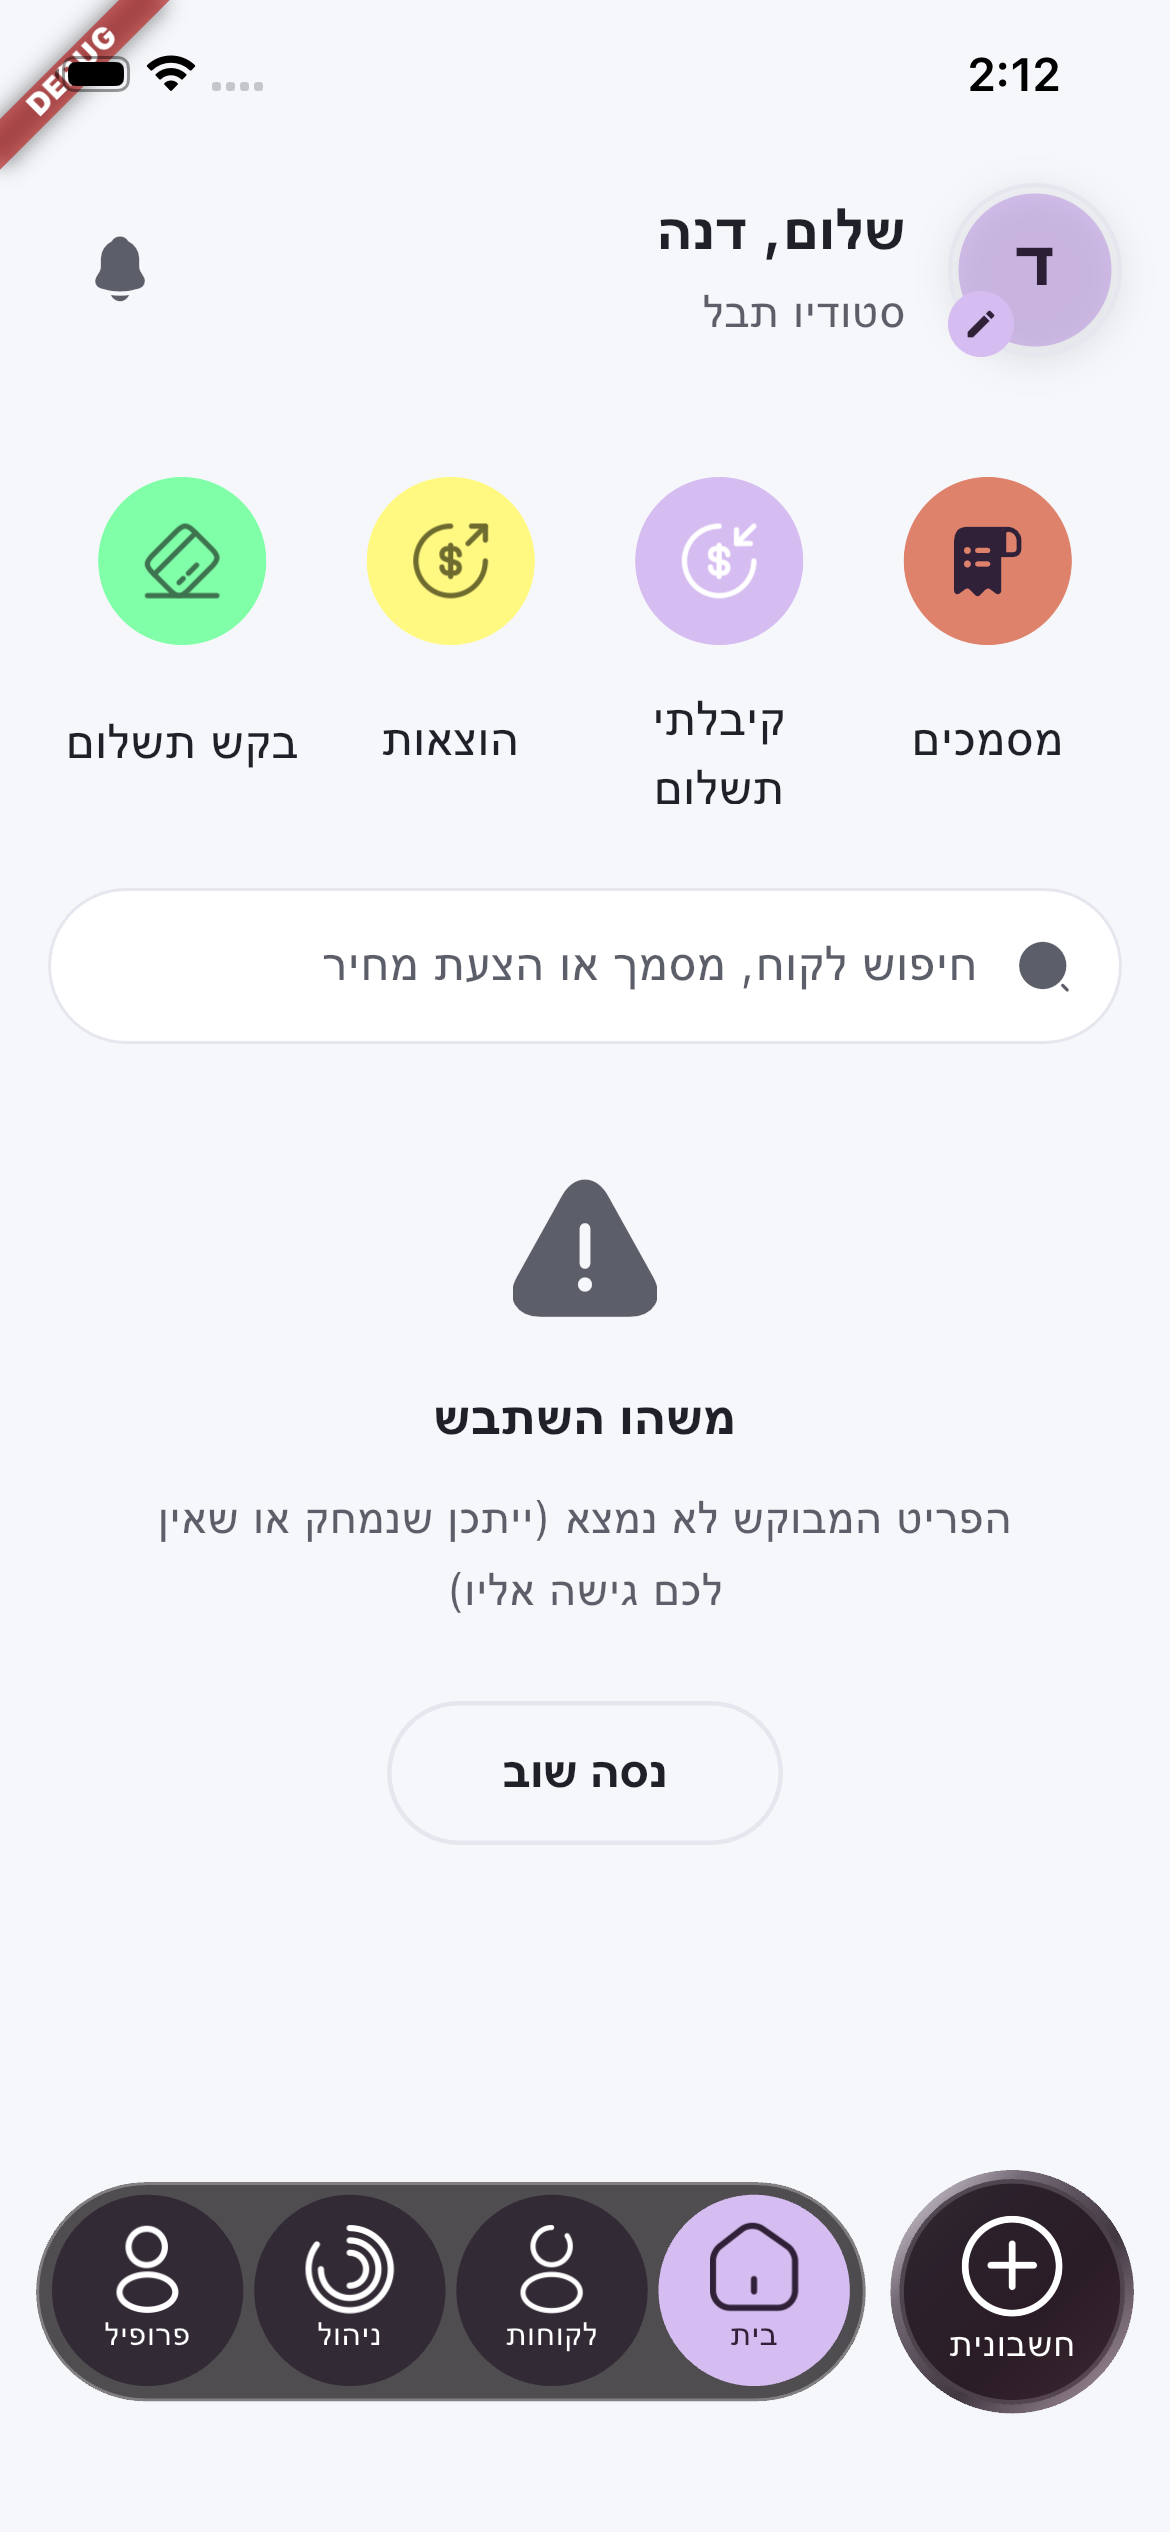 DEBUG
2:12
ד
שלום, דנה
סטודיו תבל
מסמכים
קיבלתי
תשלום
הוצאות
בקש תשלום
חיפוש לקוח, מסמך או הצעת מחיר
משהו השתבש
הפריט המבוקש לא נמצא (ייתכן שנמחק או שאין
לכם גישה אליו)
נסה שוב
חשבונית
בית
לקוחות
ניהול
פרופיל